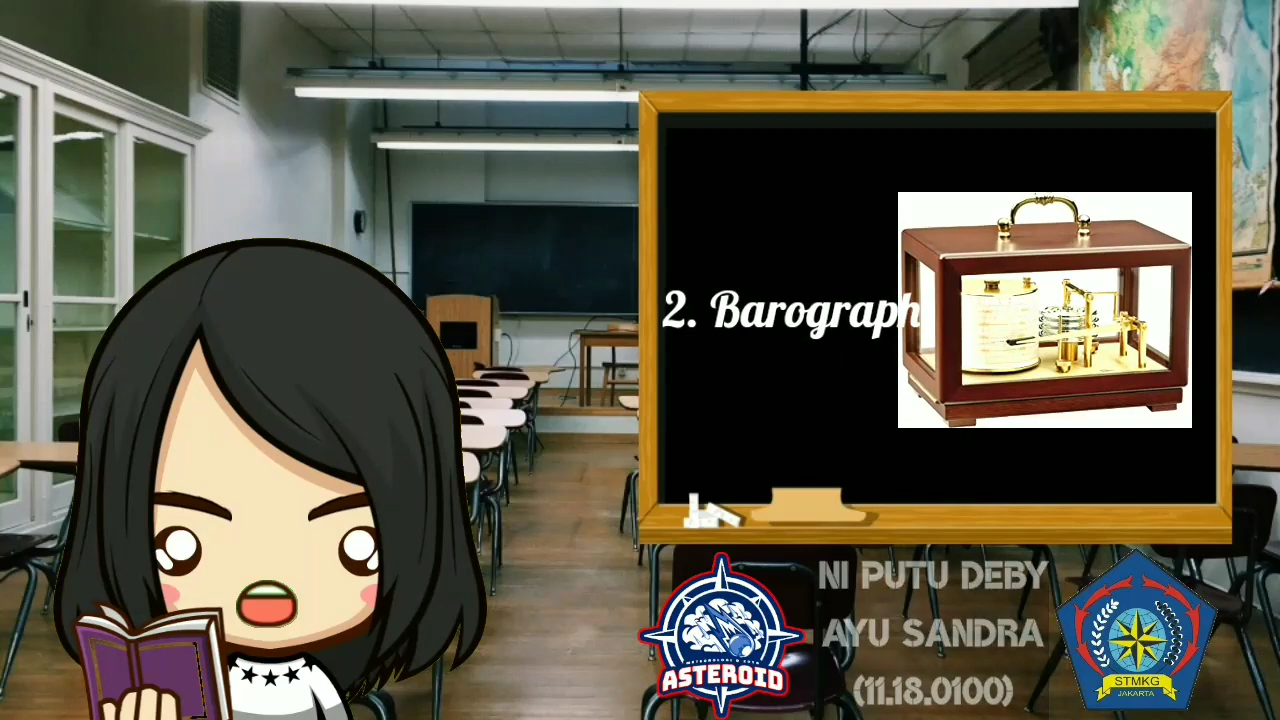 2. Barograph
NI PUTU DEBY
AYU SANDRA
(11.18.0100)
ASTEROID
STMKG
JAKARTA